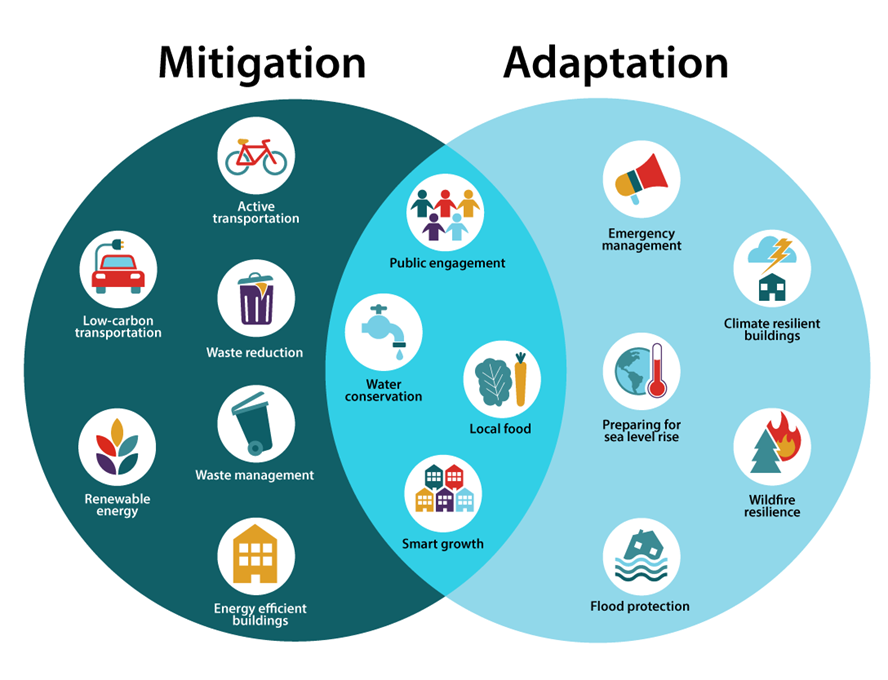 Mitigation
Adaptation
Active
transportation
Low-carbon
transportation
Waste reduction
Waste management
Renewable
energy
Energy efficient
buildings
Public engagement
Water
conservation
Local food
Smart growth
Emergency
management
Climate resilient
buildings
Preparing for
sea level rise
Wildfire
resilience
Flood protection